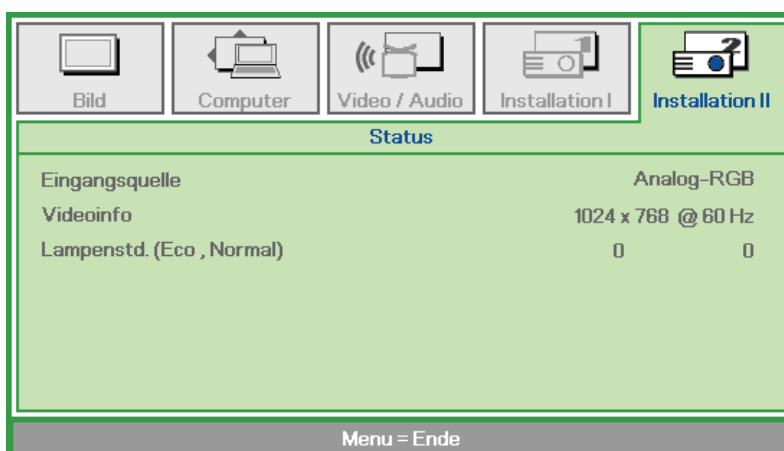 Bild
Computer
Video / Audio
Installation I
Installation II
Status
Eingangsquelle Analog-RGB
Videoinfo 1024 x 768 @ 60 Hz
Lampenstd. (Eco , Normal) 0 0
Menu = Ende